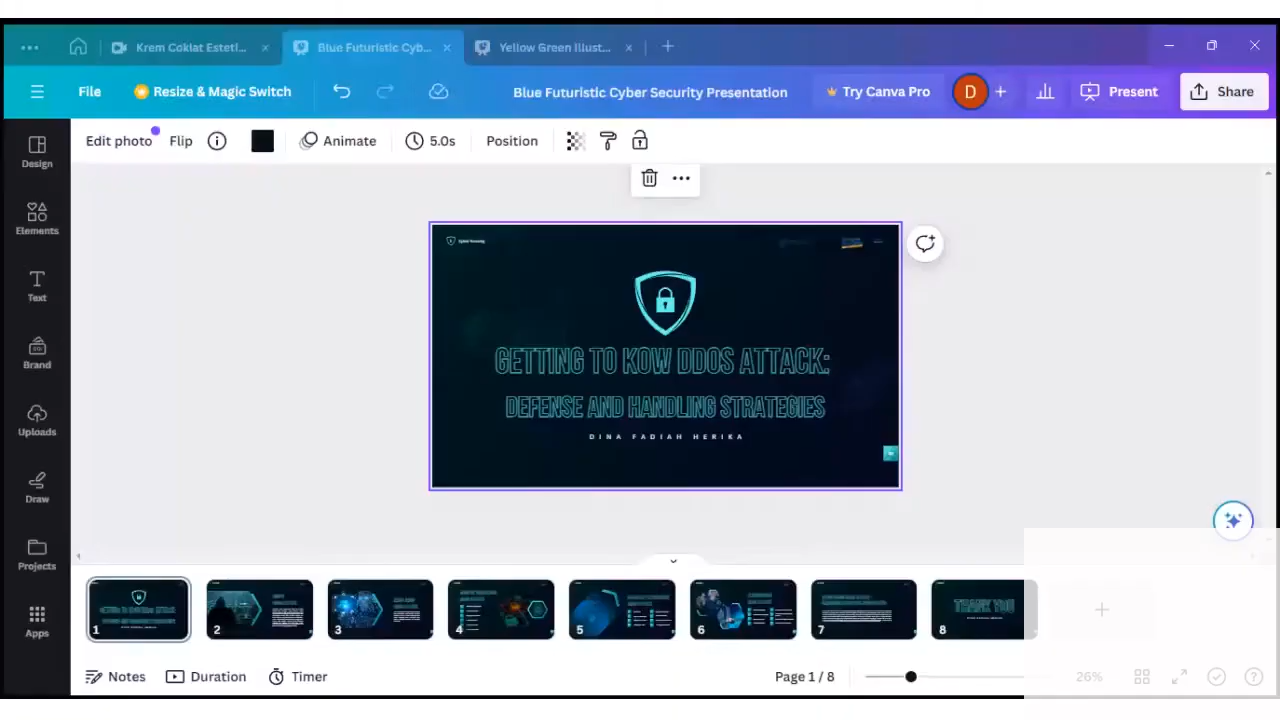 Krem Coklat Esteti...
Blue Futuristic Cyb...
Yellow Green Illust...
File
Resize & Magic Switch
Blue Futuristic Cyber Security Presentation
Try Canva Pro
D
Present
Share
Edit photo
Flip
Animate
5.0s
Position
Design
Elements
Text
Brand
Uploads
Draw
Projects
Apps
Cyber Security
GETTING TO KOW DDOS ATTACK:
DEFENSE AND HANDLING STRATEGIES
DINA FADIAH HERIKA
1
2
3
4
5
6
7
8
THANK YOU
Notes
Duration
Timer
Page 1 / 8
26%